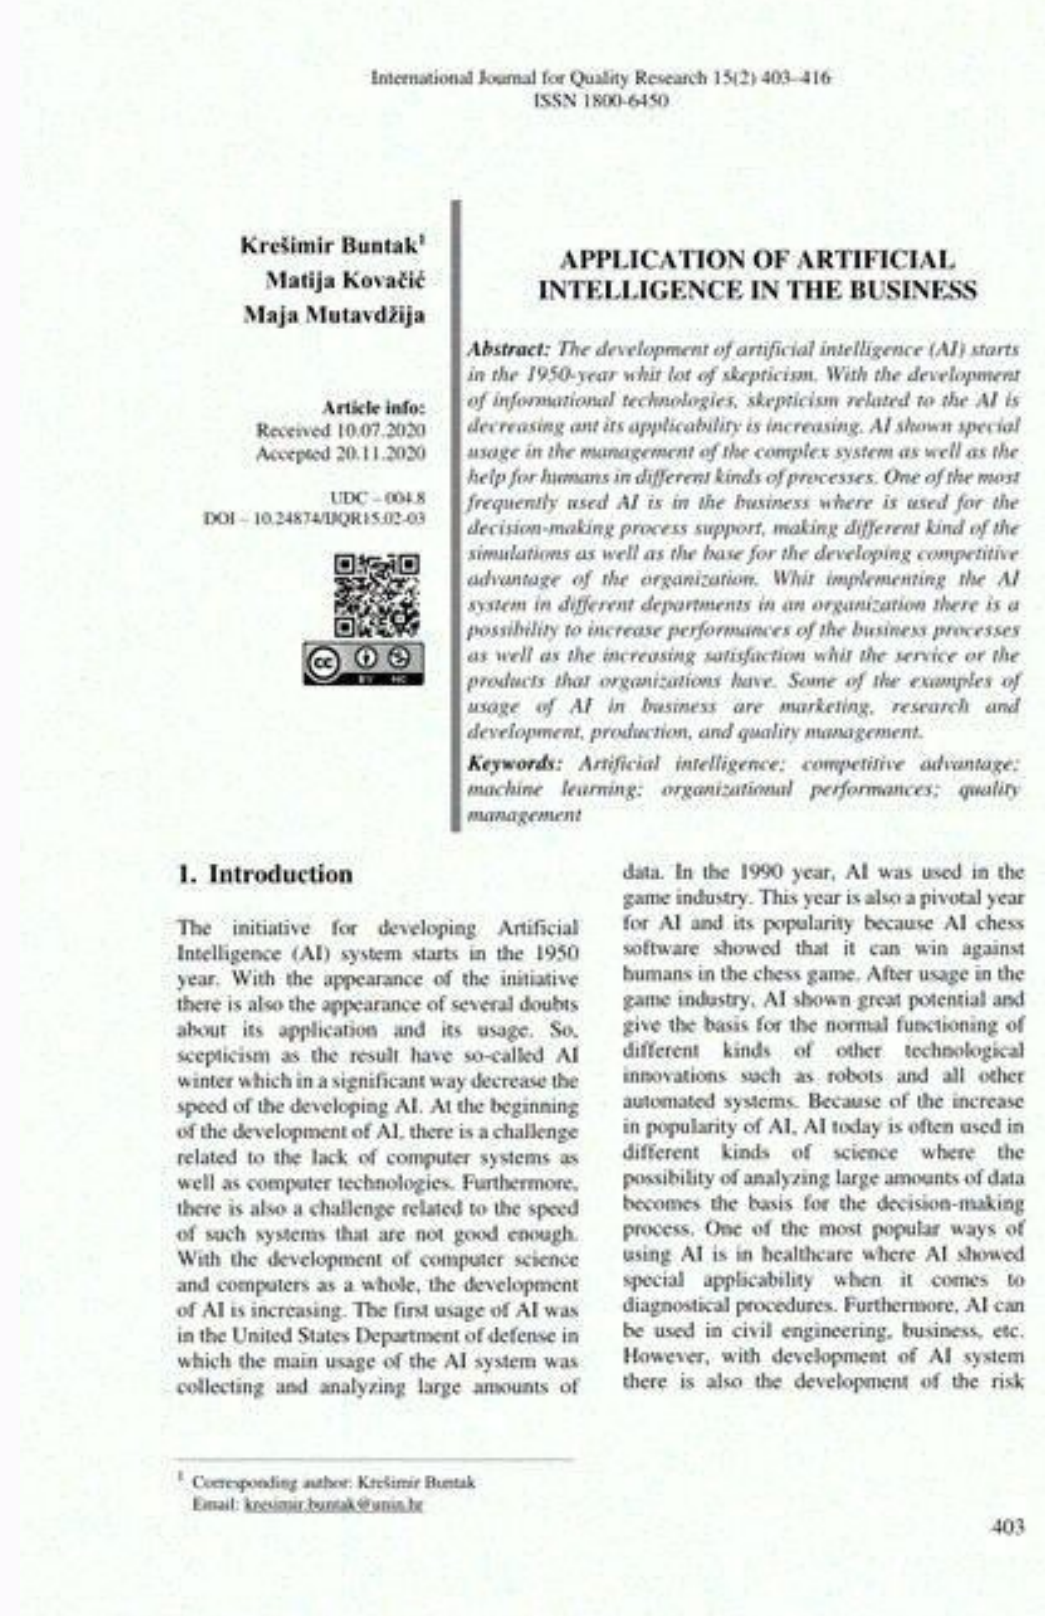 International Journal for Quality Research 15(2) 403–416
ISSN 1800-6450
Krešimir Buntak¹
Matija Kovačić
Maja Mutavdžija
Article info:
Received 10.07.2020
Accepted 20.11.2020
UDC – 004.8
DOI – 10.24874/IJQR15.02-03
cc
BY NC
APPLICATION OF ARTIFICIAL
INTELLIGENCE IN THE BUSINESS
Abstract: The development of artificial intelligence (AI) starts
in the 1950-year whit lot of skepticism. With the development
of informational technologies, skepticism related to the AI is
decreasing ant its applicability is increasing. AI shown special
usage in the management of the complex system as well as the
help for humans in different kinds of processes. One of the most
frequently used AI is in the business where is used for the
decision-making process support, making different kind of the
simulations as well as the base for the developing competitive
advantage of the organization. Whit implementing the AI
system in different departments in an organization there is a
possibility to increase performances of the business processes
as well as the increasing satisfaction whit the service or the
products that organizations have. Some of the examples of
usage of AI in business are marketing, research and
development, production, and quality management.
Keywords: Artificial intelligence; competitive advantage;
machine learning; organizational performances; quality
management
1. Introduction
The initiative for developing Artificial
Intelligence (AI) system starts in the 1950
year. With the appearance of the initiative
there is also the appearance of several doubts
about its application and its usage. So,
scepticism as the result have so-called AI
winter which in a significant way decrease the
speed of the developing AI. At the beginning
of the development of AI, there is a challenge
related to the lack of computer systems as
well as computer technologies. Furthermore,
there is also a challenge related to the speed
of such systems that are not good enough.
With the development of computer science
and computers as a whole, the development
of AI is increasing. The first usage of AI was
in the United States Department of defense in
which the main usage of the AI system was
collecting and analyzing large amounts of
data. In the 1990 year, AI was used in the
game industry. This year is also a pivotal year
for AI and its popularity because AI chess
software showed that it can win against
humans in the chess game. After usage in the
game industry, AI shown great potential and
give the basis for the normal functioning of
different kinds of other technological
innovations such as robots and all other
automated systems. Because of the increase
in popularity of AI, AI today is often used in
different kinds of science where the
possibility of analyzing large amounts of data
becomes the basis for the decision-making
process. One of the most popular ways of
using AI is in healthcare where AI showed
special applicability when it comes to
diagnostical procedures. Furthermore, AI can
be used in civil engineering, business, etc.
However, with development of AI system
there is also the development of the risk
¹ Corresponding author: Krešimir Buntak
Email: kresimir.buntak@unin.hr
403